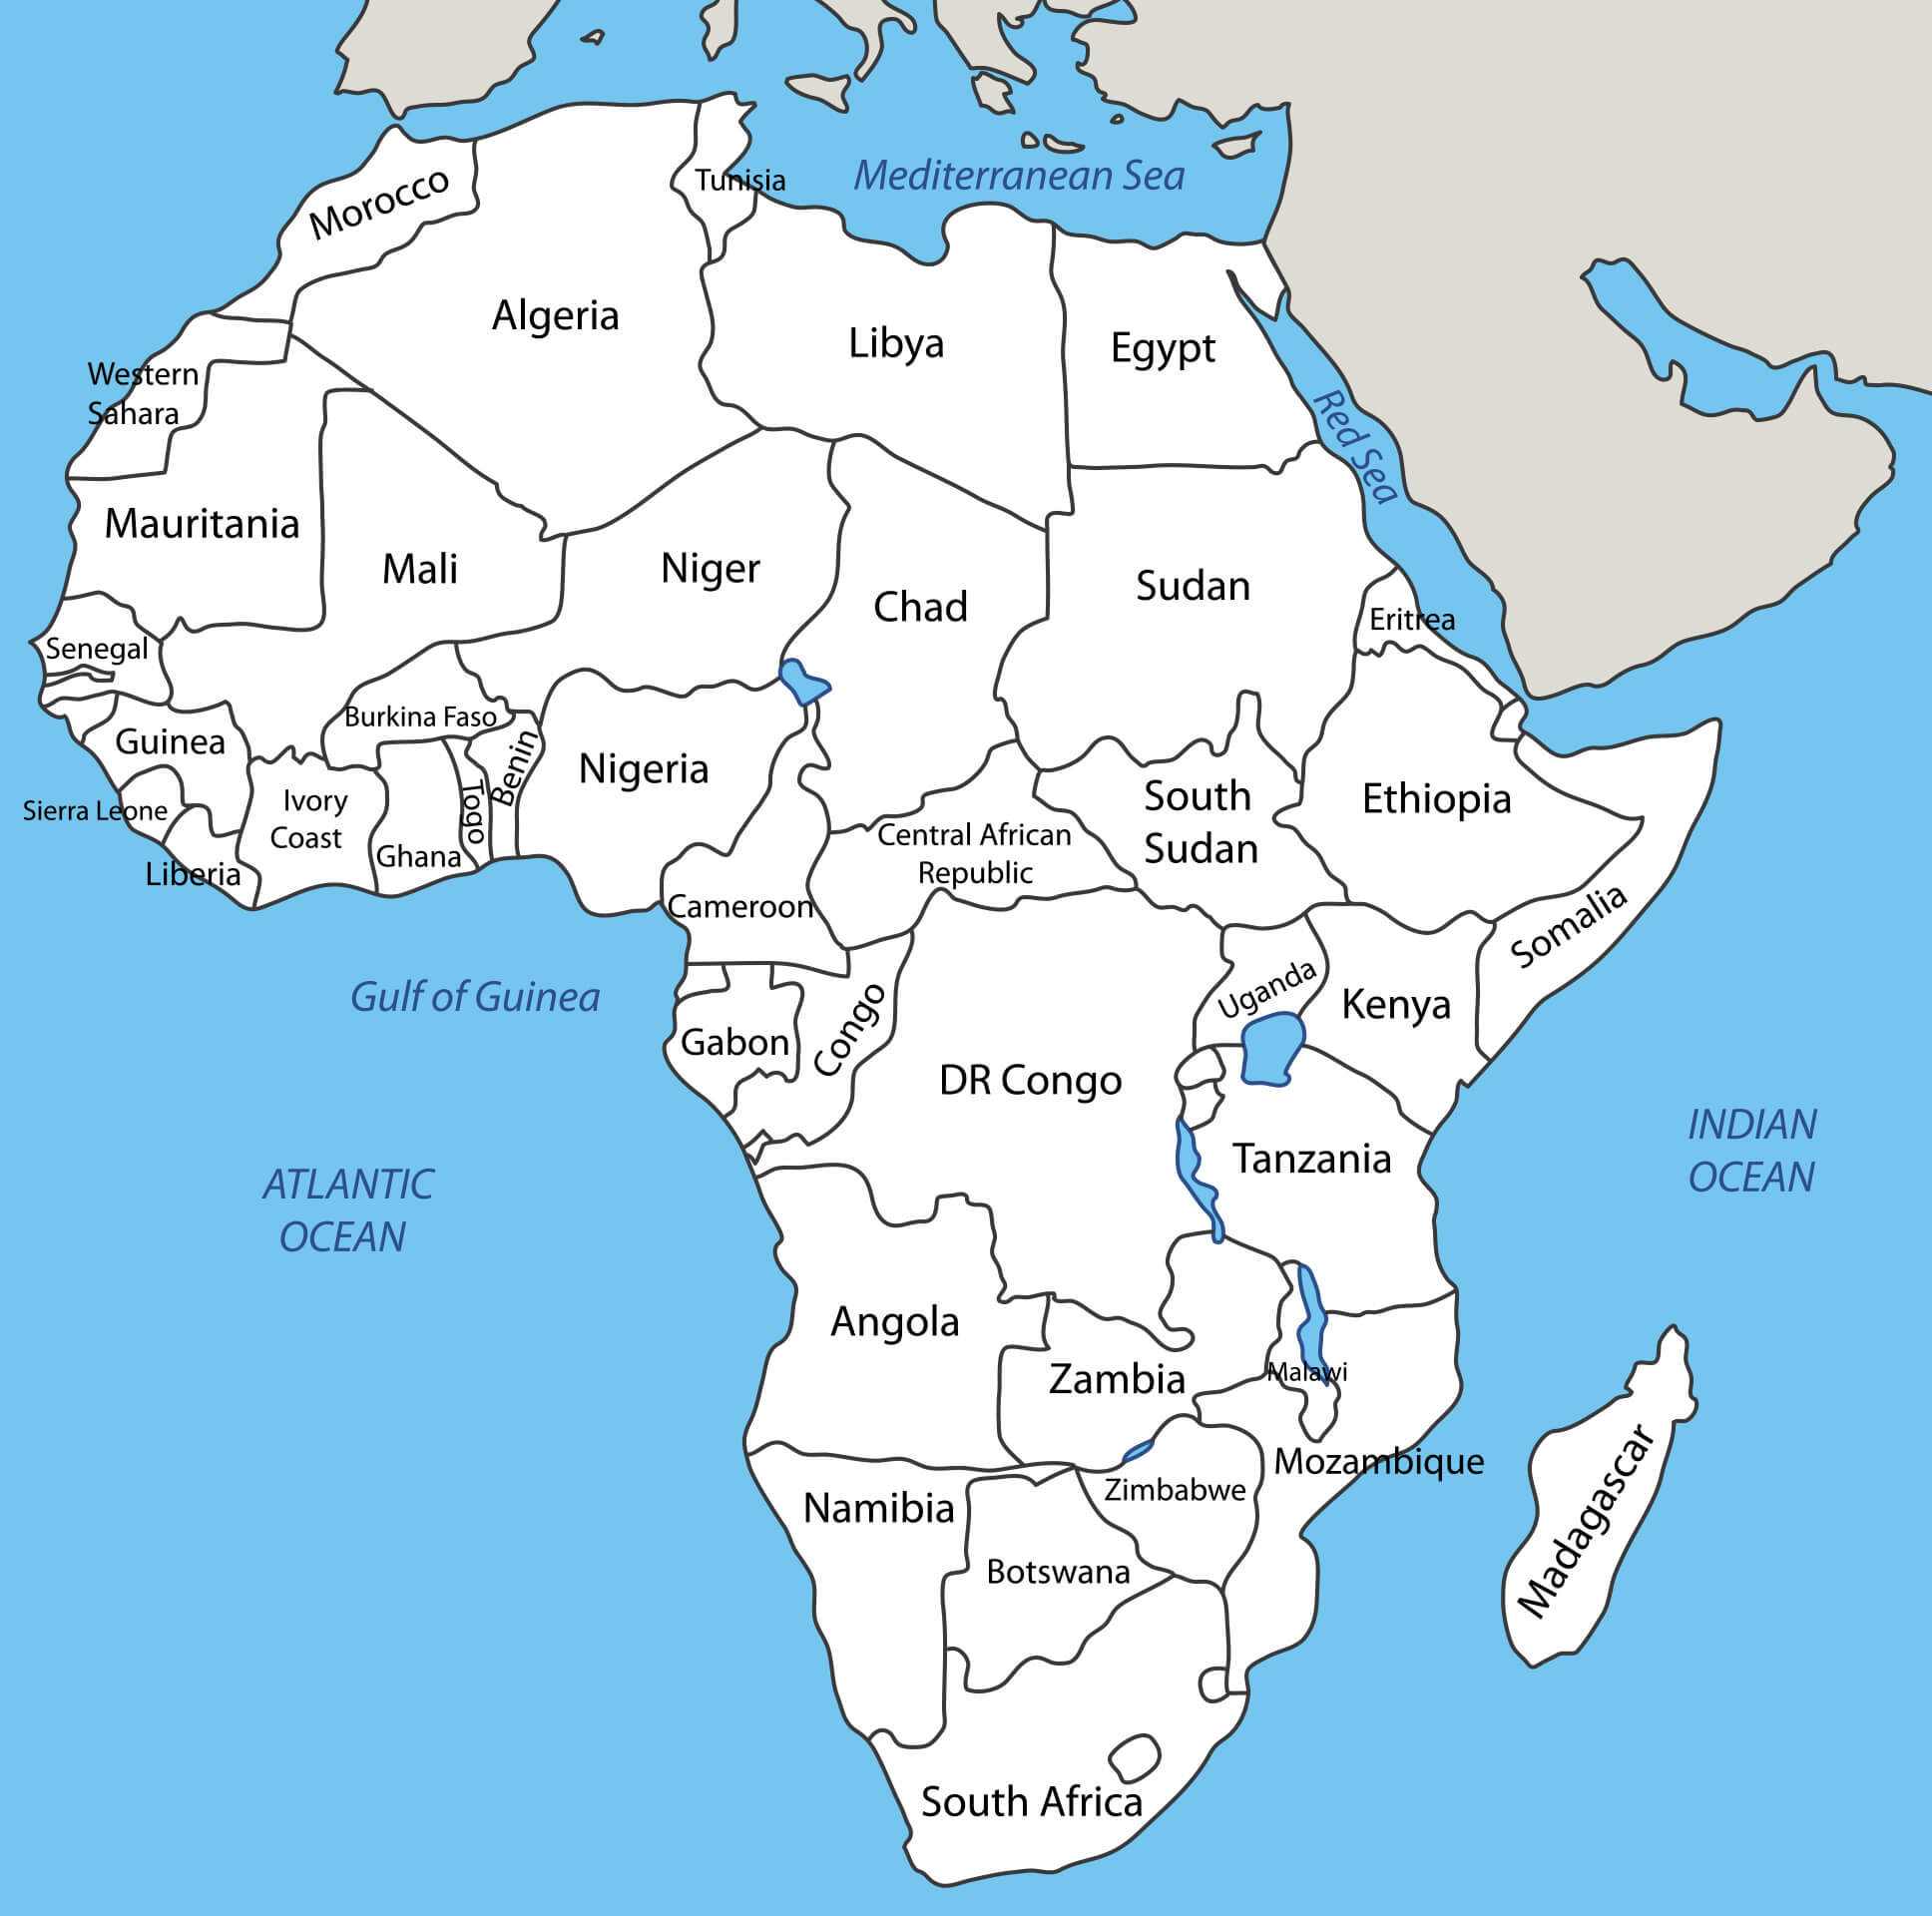 Mediterranean Sea
Tunisia
Morocco
Algeria
Libya
Egypt
Western
Sahara
Red Sea
Mauritania
Mali
Niger
Chad
Sudan
Eritrea
Senegal
Burkina Faso
Guinea
Benin
Nigeria
Togo
Sierra Leone
Ivory
Coast
Ghana
Liberia
Central African
Republic
South
Sudan
Ethiopia
Somalia
Cameroon
Gulf of Guinea
Gabon
Congo
DR Congo
Uganda
Kenya
Tanzania
INDIAN
OCEAN
ATLANTIC
OCEAN
Angola
Zambia
Malawi
Mozambique
Zimbabwe
Namibia
Botswana
Madagascar
South Africa